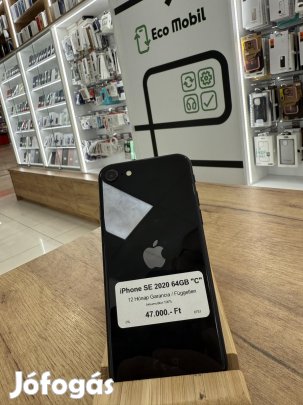 Eco Mobil
iPhone SE 2020 64GB "C"
12 Hónap Garancia / Független
47.000.- Ft
Jófogás